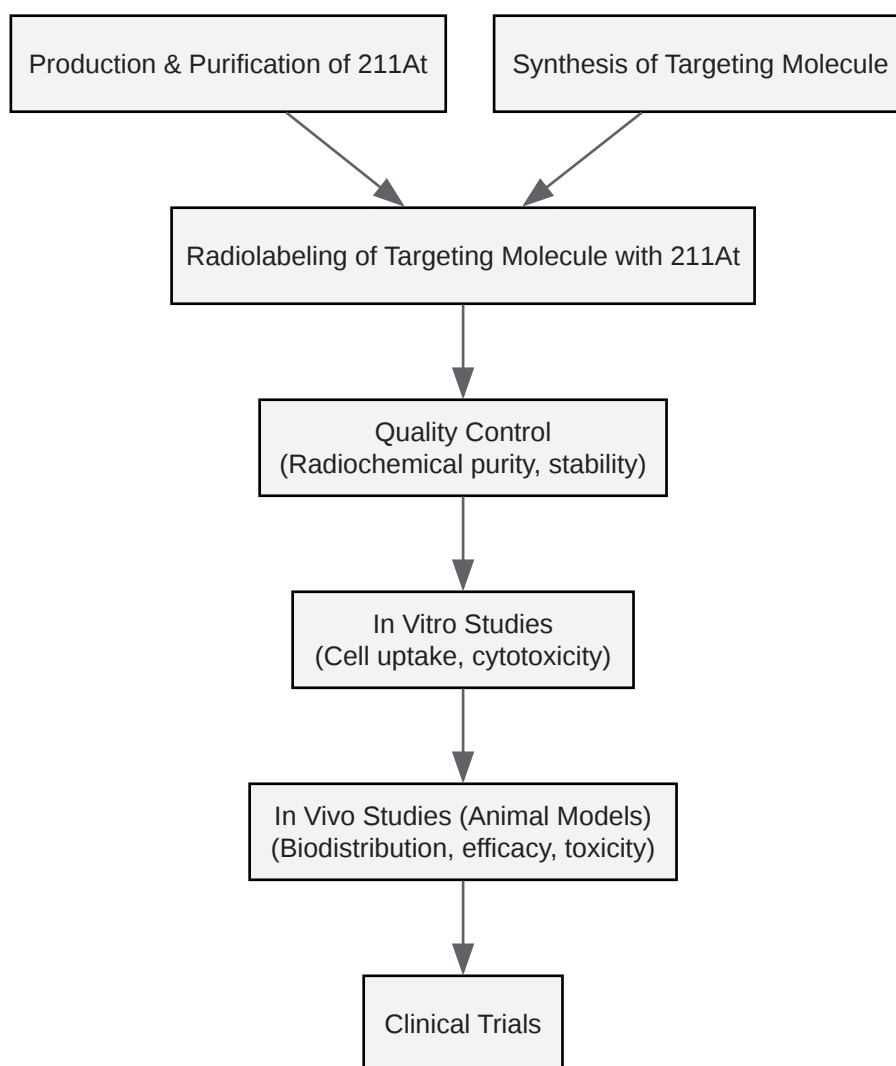 Production & Purification of 211At
Synthesis of Targeting Molecule
Radiolabeling of Targeting Molecule with 211At
Quality Control
(Radiochemical purity, stability)
In Vitro Studies
(Cell uptake, cytotoxicity)
In Vivo Studies (Animal Models)
(Biodistribution, efficacy, toxicity)
Clinical Trials